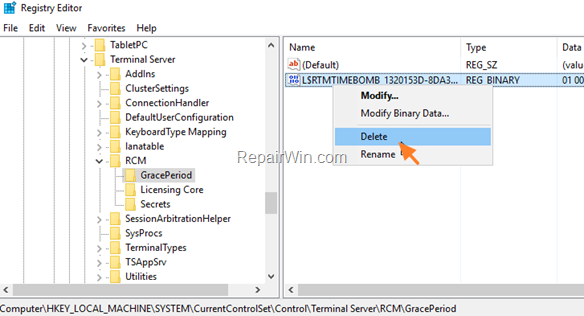 Registry Editor
File Edit View Favorites Help
TabletPC
Terminal Server
AddIns
ClusterSettings
ConnectionHandler
DefaultUserConfiguration
KeyboardType Mapping
lanatable
RCM
GracePeriod
Licensing Core
Secrets
SessionArbitrationHelper
SysProcs
TerminalTypes
TSAppSrv
Utilities
Name Type Data
(Default) REG_SZ (valu
L$RTMTIMEBOMB_1320153D-8DA3... REG_BINARY 01 00
Modify...
Modify Binary Data...
Delete
Rename
RepairWin.com
Computer\HKEY_LOCAL_MACHINE\SYSTEM\CurrentControlSet\Control\Terminal Server\RCM\GracePeriod